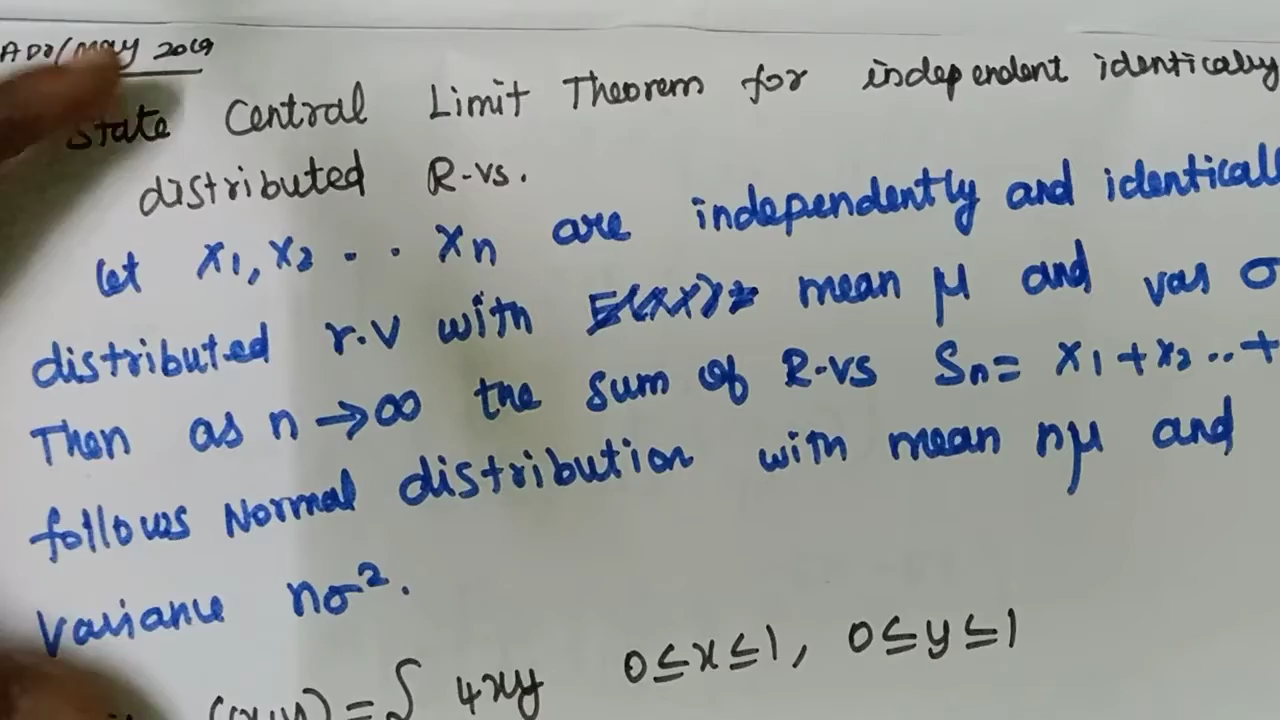 May 2019
State Central Limit Theorem for independent identically
distributed R.vs.
Let X1, X2 . . Xn are independently and identicall
distributed r.v with mean μ and var σ
Then as n → ∞ the sum of R.vs Sn = X1 + X2 .. +
follows Normal distribution with mean nμ and
Variance nσ².
4xy 0≤x≤1, 0≤y≤1